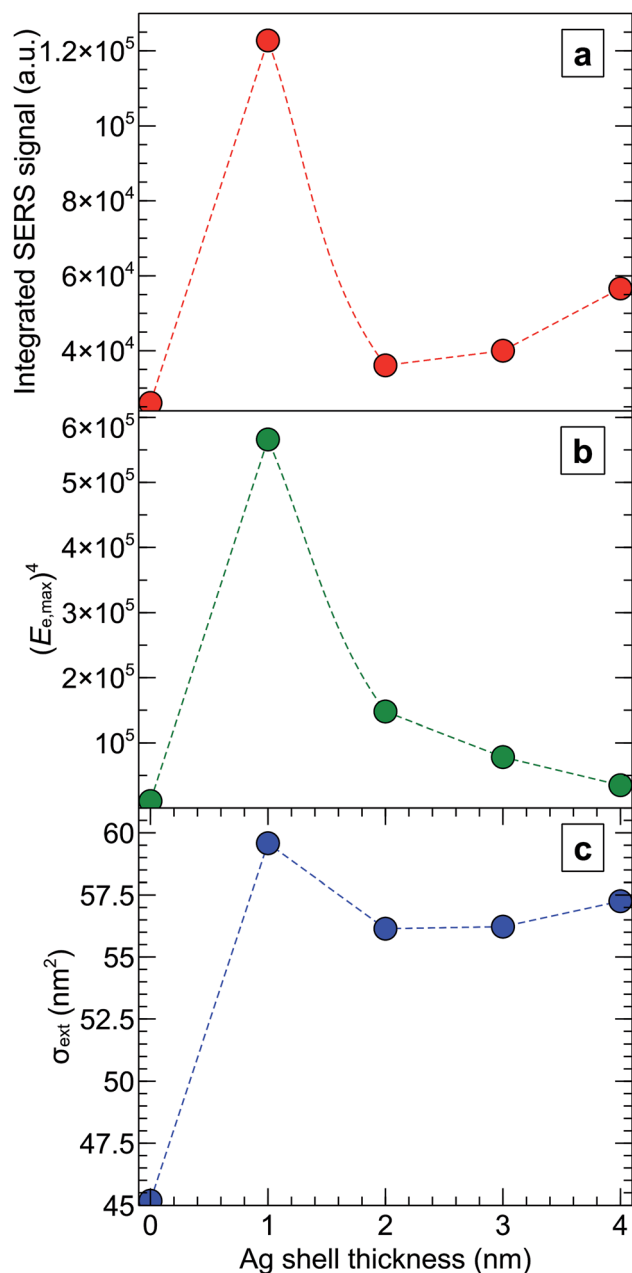 a
Integrated SERS signal (a.u.)
1.2×10⁵
10⁵
8×10⁴
6×10⁴
4×10⁴
b
(Eₑ,ₘₐₓ)⁴
6×10⁵
5×10⁵
4×10⁵
3×10⁵
2×10⁵
10⁵
c
σₑₓₜ (nm²)
60
57.5
55
52.5
50
47.5
45
0 1 2 3 4
Ag shell thickness (nm)